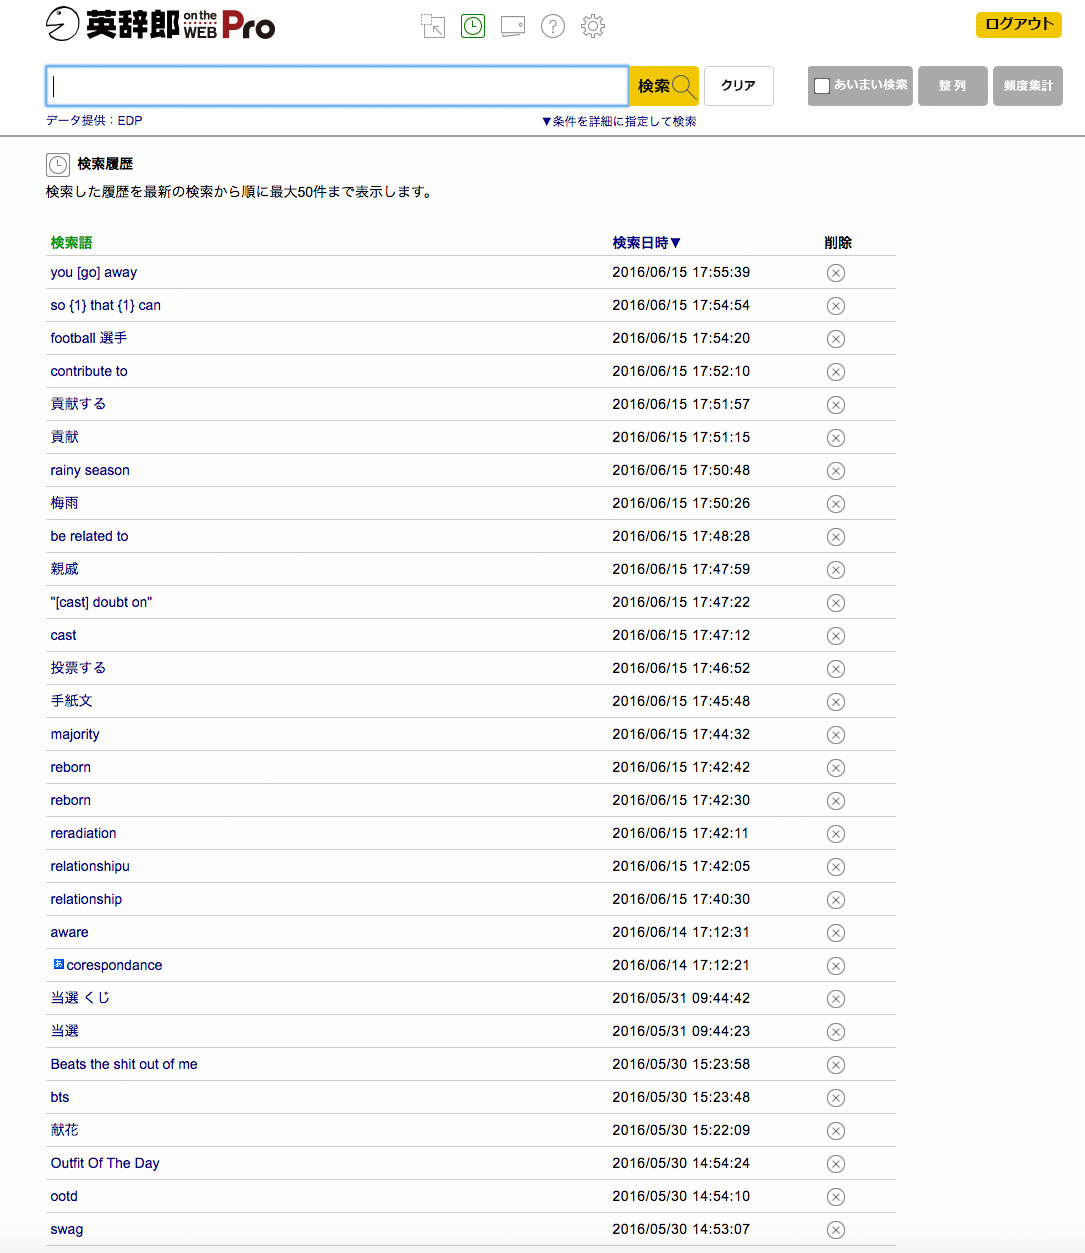 英辞郎 on the WEB Pro
ログアウト
検索 クリア あいまい検索 整列 頻度集計
データ提供：EDP ▼条件を詳細に指定して検索
検索履歴
検索した履歴を最新の検索から順に最大50件まで表示します。
検索語 検索日時▼ 削除
you [go] away 2016/06/15 17:55:39
so {1} that {1} can 2016/06/15 17:54:54
football 選手 2016/06/15 17:54:20
contribute to 2016/06/15 17:52:10
貢献する 2016/06/15 17:51:57
貢献 2016/06/15 17:51:15
rainy season 2016/06/15 17:50:48
梅雨 2016/06/15 17:50:26
be related to 2016/06/15 17:48:28
親戚 2016/06/15 17:47:59
"[cast] doubt on" 2016/06/15 17:47:22
cast 2016/06/15 17:47:12
投票する 2016/06/15 17:46:52
手紙文 2016/06/15 17:45:48
majority 2016/06/15 17:44:32
reborn 2016/06/15 17:42:42
reborn 2016/06/15 17:42:30
reradiation 2016/06/15 17:42:11
relationshipu 2016/06/15 17:42:05
relationship 2016/06/15 17:40:30
aware 2016/06/14 17:12:31
あ corespondance 2016/06/14 17:12:21
当選 くじ 2016/05/31 09:44:42
当選 2016/05/31 09:44:23
Beats the shit out of me 2016/05/30 15:23:58
bts 2016/05/30 15:23:48
献花 2016/05/30 15:22:09
Outfit Of The Day 2016/05/30 14:54:24
ootd 2016/05/30 14:54:10
swag 2016/05/30 14:53:07